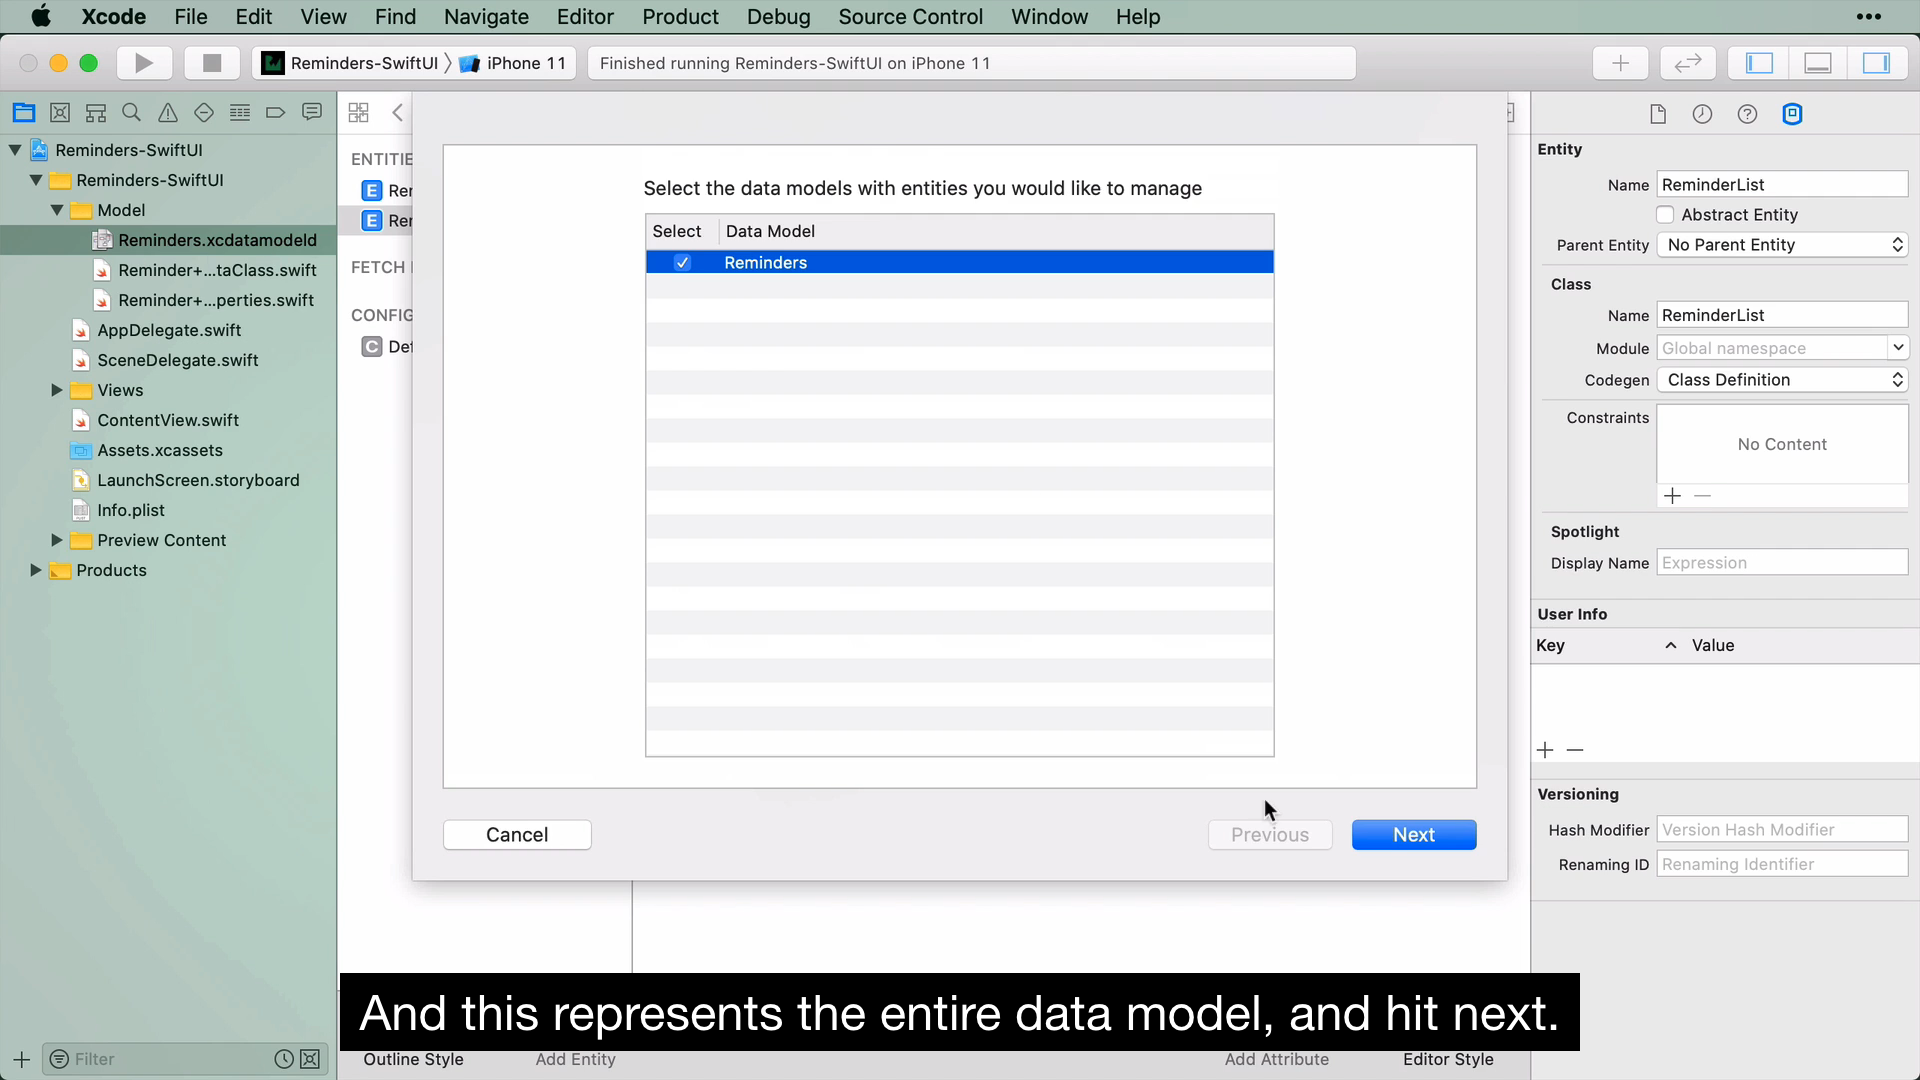 Xcode File Edit View Find Navigate Editor Product Debug Source Control Window Help
Reminders-SwiftUI iPhone 11
Finished running Reminders-SwiftUI on iPhone 11
Reminders-SwiftUI
Reminders-SwiftUI
Model
Reminders.xcdatamodeld
Reminder+...taClass.swift
Reminder+...perties.swift
AppDelegate.swift
SceneDelegate.swift
Views
ContentView.swift
Assets.xcassets
LaunchScreen.storyboard
Info.plist
Preview Content
Products
Filter
ENTITIE
E Rer
E Ren
FETCH
CONFIG
C Def
Select the data models with entities you would like to manage
Select Data Model
Reminders
Cancel
Previous
Next
Entity
Name ReminderList
Abstract Entity
Parent Entity No Parent Entity
Class
Name ReminderList
Module Global namespace
Codegen Class Definition
Constraints
No Content
Spotlight
Display Name Expression
User Info
Key Value
Versioning
Hash Modifier Version Hash Modifier
Renaming ID Renaming Identifier
And this represents the entire data model, and hit next.
Outline Style Add Entity Add Attribute Editor Style